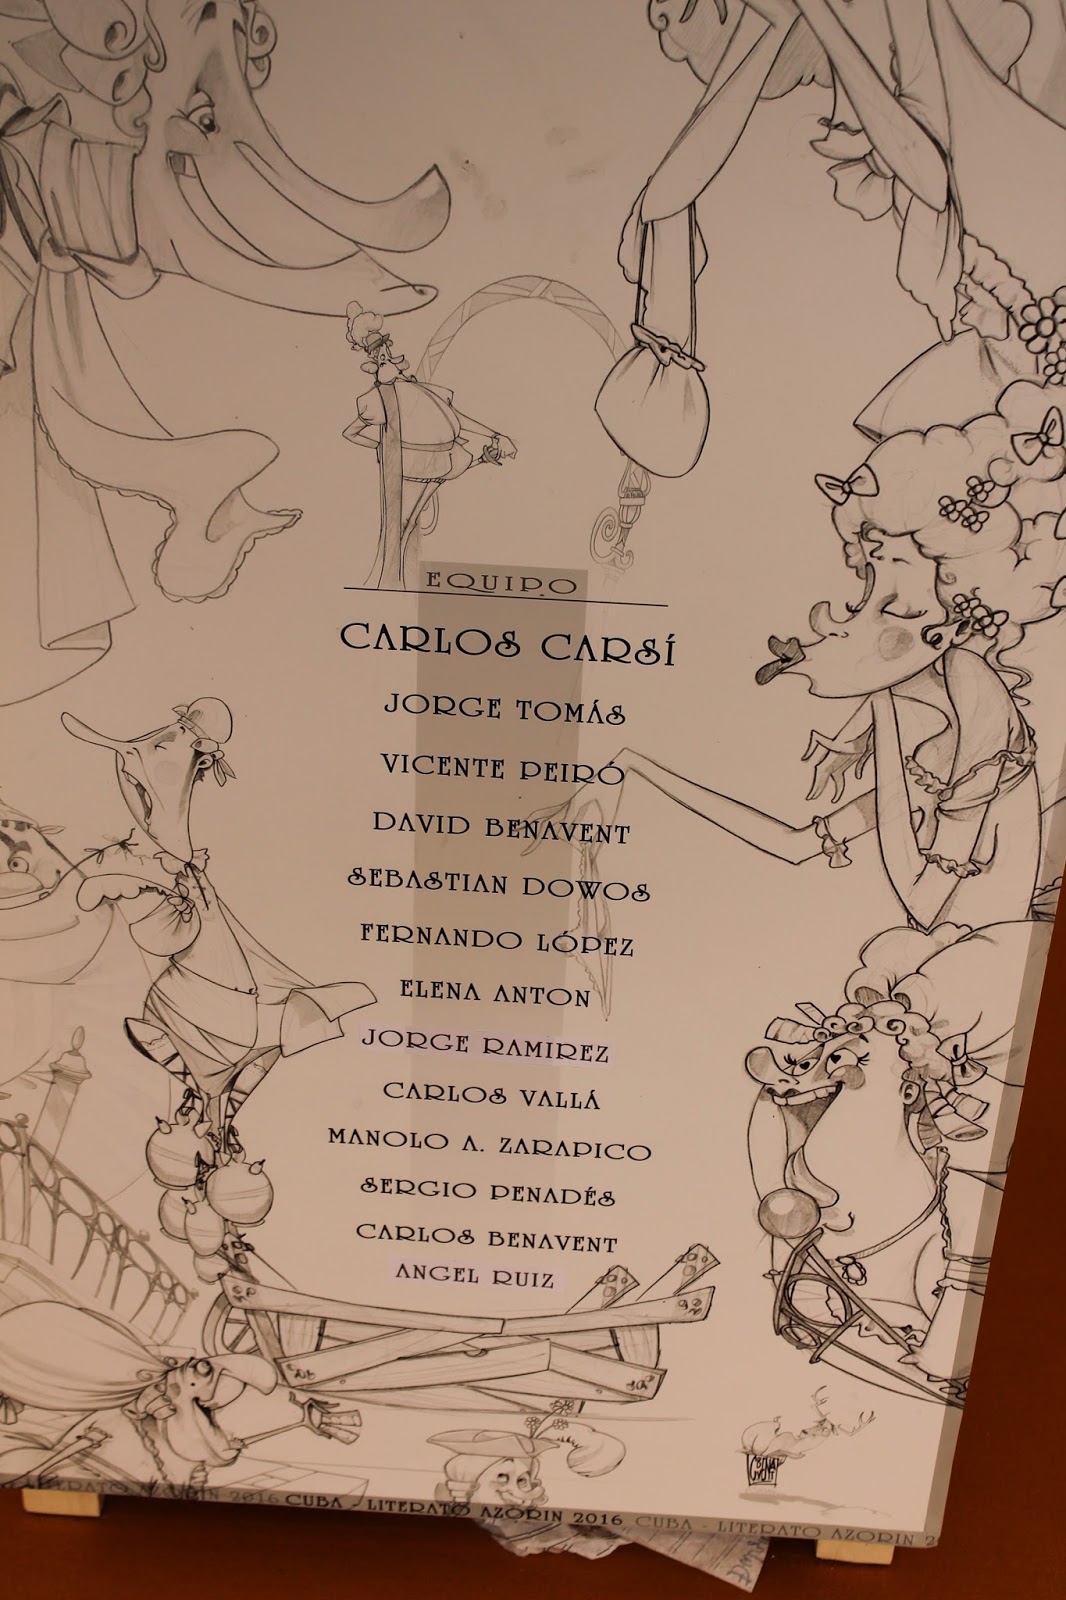 EQUIPO
CARLOS CARSÍ
JORGE TOMÁS
VICENTE PEIRÓ
DAVID BENAVENT
SEBASTIAN DOWOS
FERNANDO LÓPEZ
ELENA ANTON
JORGE RAMIREZ
CARLOS VALLÁ
MANOLO A. ZARAPICO
SERGIO PENADÉS
CARLOS BENAVENT
ANGEL RUIZ
LITERATO AZORIN 2016 CUBA - LITERATO AZORIN 2016 CUBA - LITERATO AZORIN 2